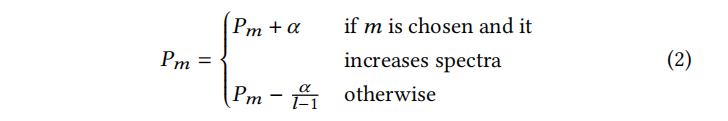 P_m = { P_m + α if m is chosen and it
increases spectra
P_m − α/(l−1) otherwise
(2)